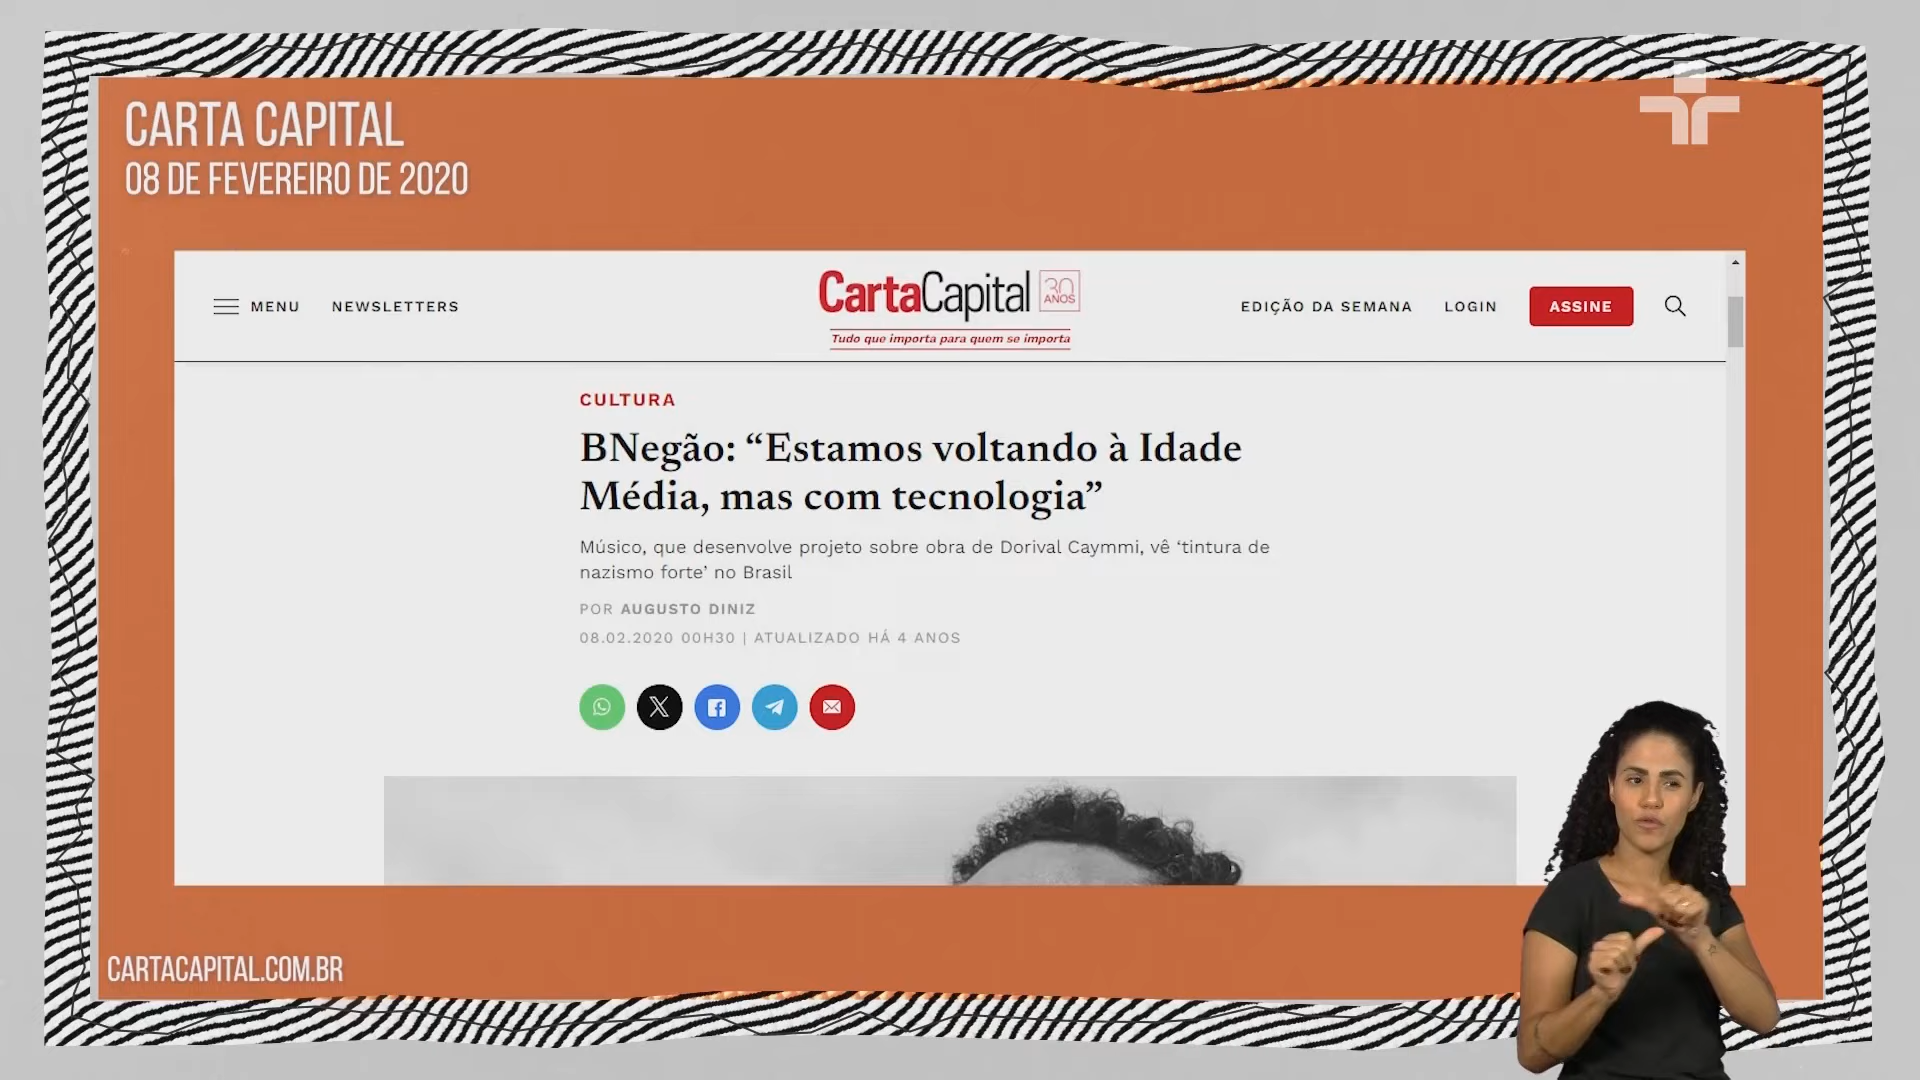 CARTA CAPITAL
08 DE FEVEREIRO DE 2020
MENU
NEWSLETTERS
CartaCapital 30 ANOS
Tudo que importa para quem se importa
EDIÇÃO DA SEMANA
LOGIN
ASSINE
CULTURA
BNegão: “Estamos voltando à Idade
Média, mas com tecnologia”
Músico, que desenvolve projeto sobre obra de Dorival Caymmi, vê ‘tintura de
nazismo forte’ no Brasil
POR AUGUSTO DINIZ
08.02.2020 00H30 | ATUALIZADO HÁ 4 ANOS
CARTACAPITAL.COM.BR